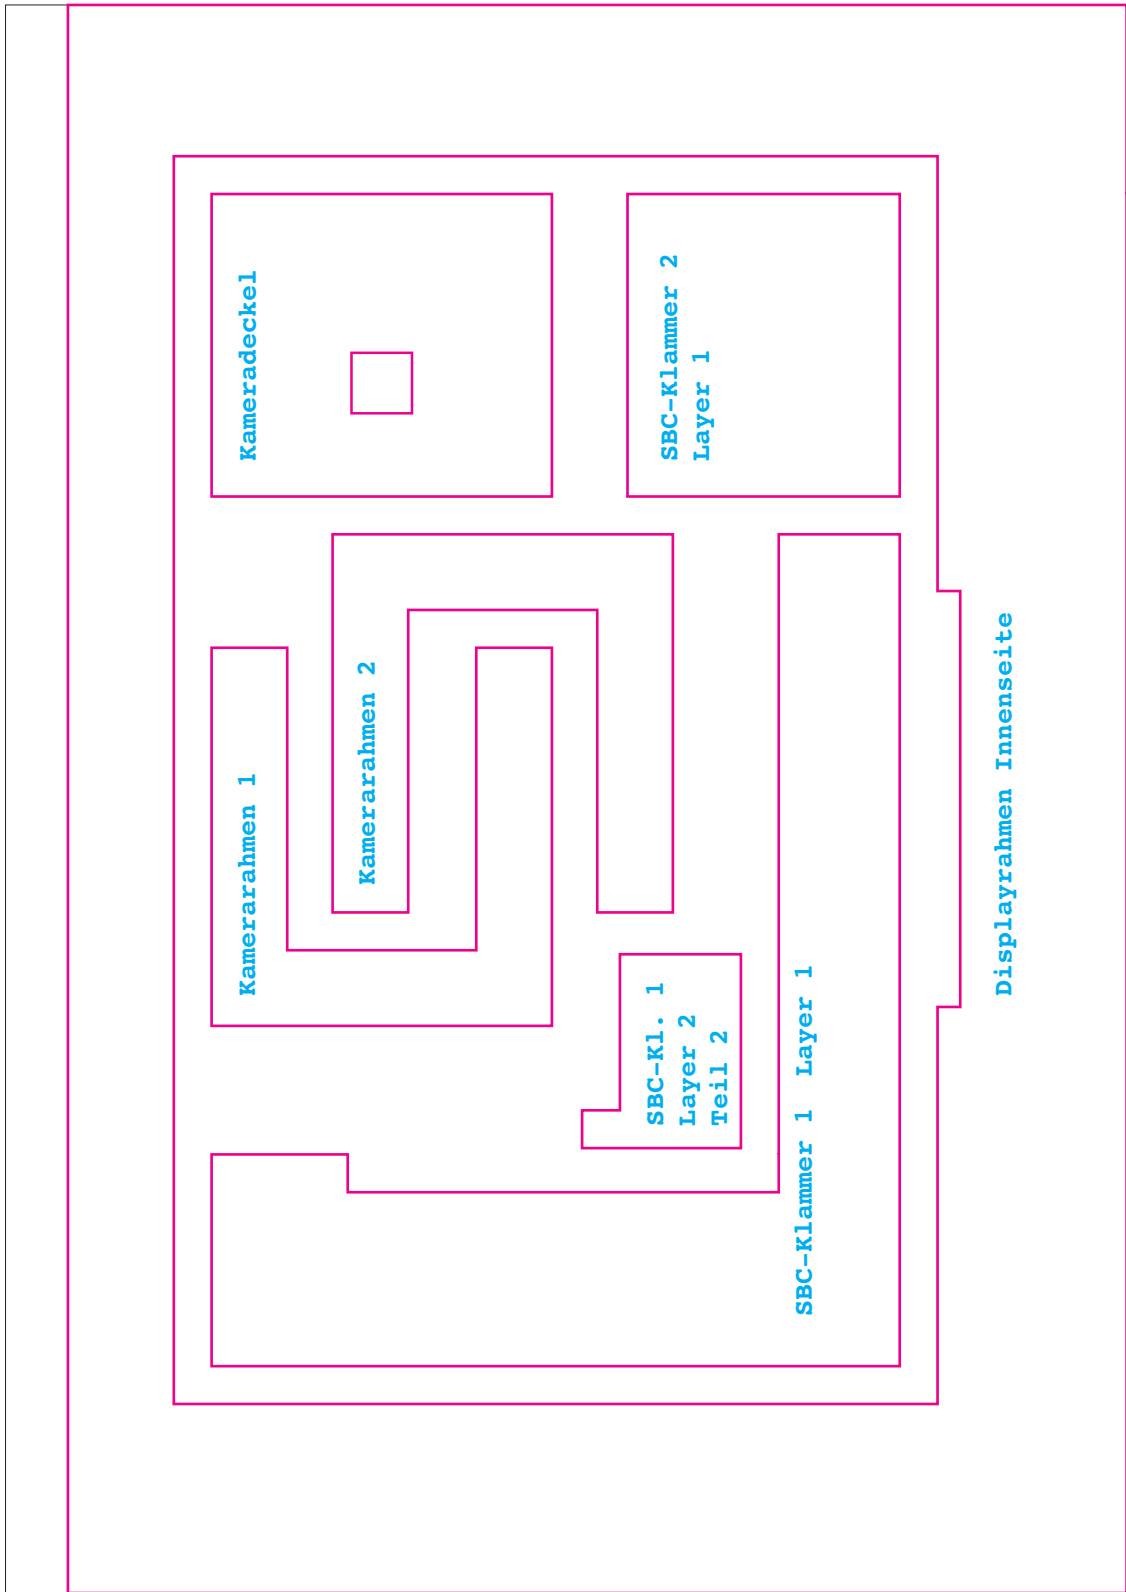 Kameradeckel
SBC-Klammer 2
Layer 1
Kamerarahmen 1
Kamerarahmen 2
SBC-Kl. 1
Layer 2
Teil 2
SBC-Klammer 1 Layer 1
Displayrahmen Innenseite